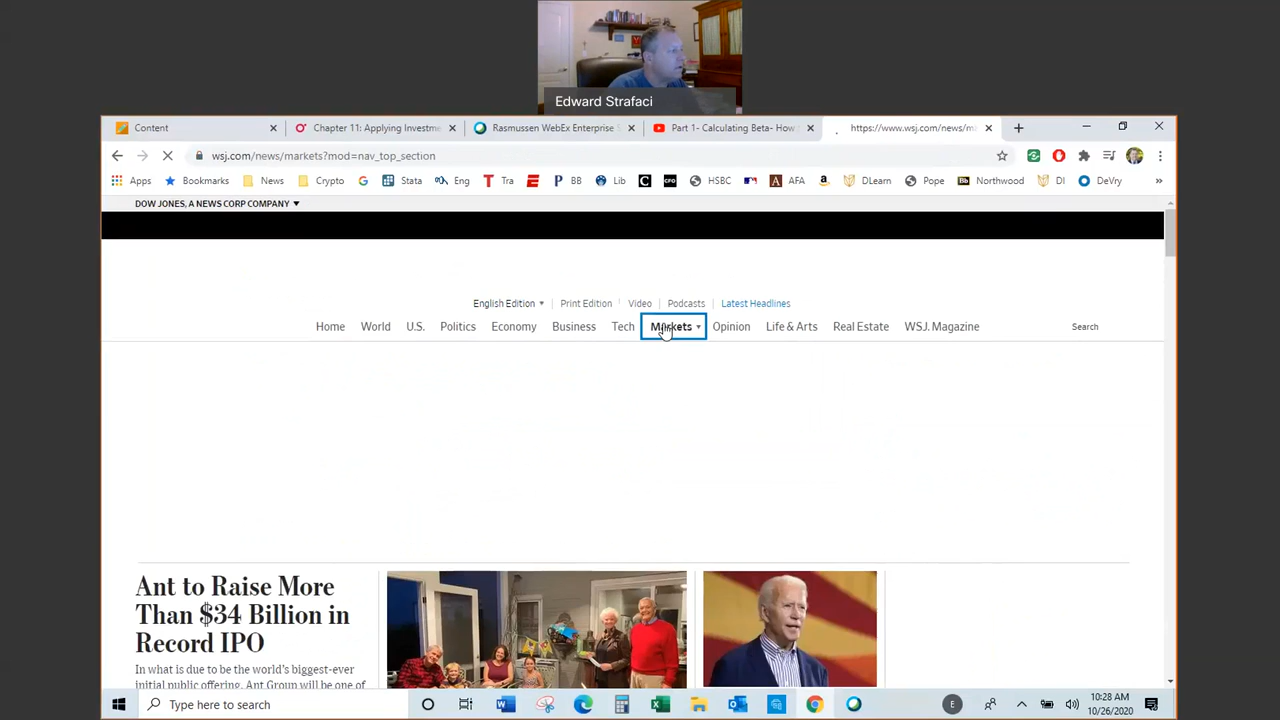 Edward Strafaci
Content
Chapter 11: Applying Investme
Rasmussen WebEx Enterprise
Part 1- Calculating Beta- How
https://www.wsj.com/news/m
wsj.com/news/markets?mod=nav_top_section
Apps Bookmarks News Crypto Stata Eng Tra BB Lib HSBC AFA DLearn Pope Northwood DI DeVry
DOW JONES, A NEWS CORP COMPANY
English Edition Print Edition Video Podcasts Latest Headlines
Home World U.S. Politics Economy Business Tech Markets Opinion Life & Arts Real Estate WSJ. Magazine Search
Ant to Raise More
Than $34 Billion in
Record IPO
In what is due to be the world's biggest-ever
initial public offering, Ant Group will be one of
Type here to search
10:28 AM
10/26/2020